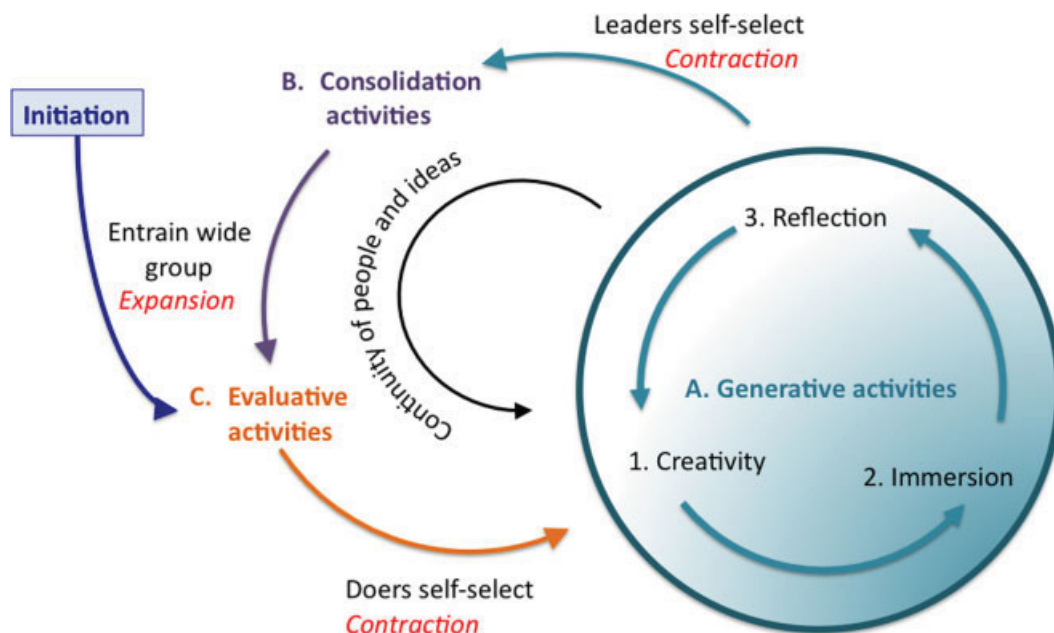 Leaders self-select
Contraction
B. Consolidation
activities
Initiation
Entrain wide
group
Expansion
Continuity of people and ideas
3. Reflection
A. Generative activities
C. Evaluative
activities
1. Creativity
2. Immersion
Doers self-select
Contraction